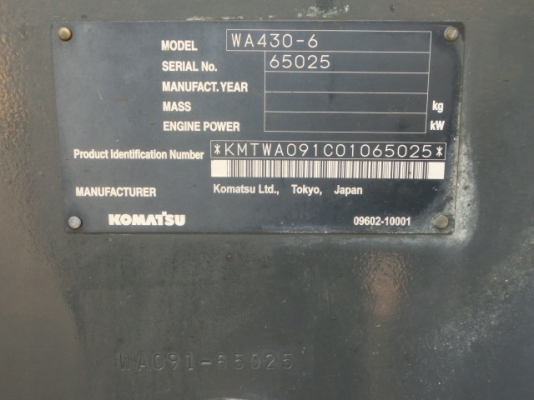 MODEL WA430-6
SERIAL No. 65025
MANUFACT. YEAR
MASS kg
ENGINE POWER kW
Product Identification Number *KMTWA091C01065025*
MANUFACTURER Komatsu Ltd., Tokyo, Japan
KOMATSU 09602-10001
WA091-65025